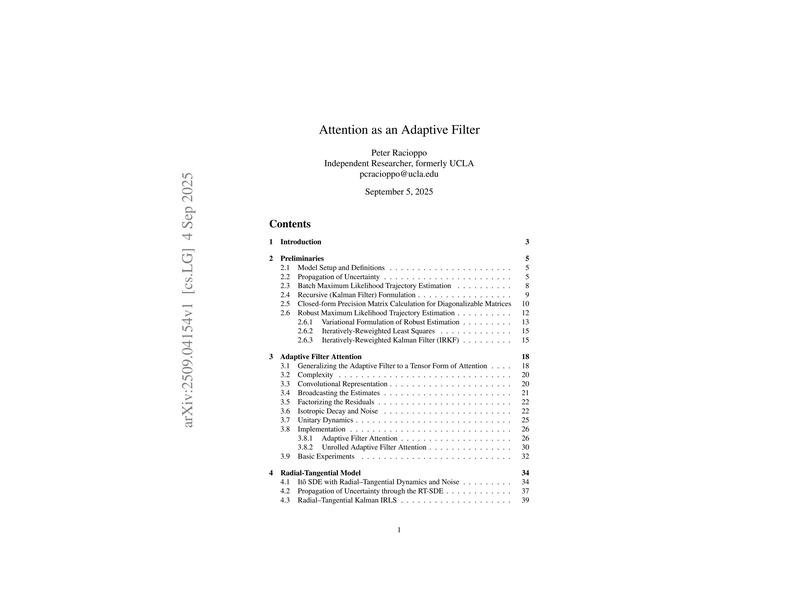 arXiv:2509.04154v1 [cs.LG] 4 Sep 2025
Attention as an Adaptive Filter
Peter Racioppo
Independent Researcher, formerly UCLA
pcracioppo@ucla.edu
September 5, 2025
Contents
1 Introduction 3
2 Preliminaries 5
2.1 Model Setup and Definitions . . . . . . . . . . . . . . . . . . . . . . 5
2.2 Propagation of Uncertainty . . . . . . . . . . . . . . . . . . . . . . . 5
2.3 Batch Maximum Likelihood Trajectory Estimation . . . . . . . . . . 8
2.4 Recursive (Kalman Filter) Formulation . . . . . . . . . . . . . . . . . 9
2.5 Closed-form Precision Matrix Calculation for Diagonalizable Matrices 10
2.6 Robust Maximum Likelihood Trajectory Estimation . . . . . . . . . . 12
2.6.1 Variational Formulation of Robust Estimation . . . . . . . . . 13
2.6.2 Iteratively-Reweighted Least Squares . . . . . . . . . . . . . 15
2.6.3 Iteratively-Reweighted Kalman Filter (IRKF) . . . . . . . . . 15
3 Adaptive Filter Attention 18
3.1 Generalizing the Adaptive Filter to a Tensor Form of Attention . . . . 18
3.2 Complexity . . . . . . . . . . . . . . . . . . . . . . . . . . . . . . . 20
3.3 Convolutional Representation . . . . . . . . . . . . . . . . . . . . . . 20
3.4 Broadcasting the Estimates . . . . . . . . . . . . . . . . . . . . . . . 21
3.5 Factorizing the Residuals . . . . . . . . . . . . . . . . . . . . . . . . 22
3.6 Isotropic Decay and Noise . . . . . . . . . . . . . . . . . . . . . . . 22
3.7 Unitary Dynamics . . . . . . . . . . . . . . . . . . . . . . . . . . . . 25
3.8 Implementation . . . . . . . . . . . . . . . . . . . . . . . . . . . . . 26
3.8.1 Adaptive Filter Attention . . . . . . . . . . . . . . . . . . . . 26
3.8.2 Unrolled Adaptive Filter Attention . . . . . . . . . . . . . . . 30
3.9 Basic Experiments . . . . . . . . . . . . . . . . . . . . . . . . . . . 32
4 Radial-Tangential Model 34
4.1 Itô SDE with Radial–Tangential Dynamics and Noise . . . . . . . . . 34
4.2 Propagation of Uncertainty through the RT-SDE . . . . . . . . . . . . 37
4.3 Radial–Tangential Kalman IRLS . . . . . . . . . . . . . . . . . . . . 39
1